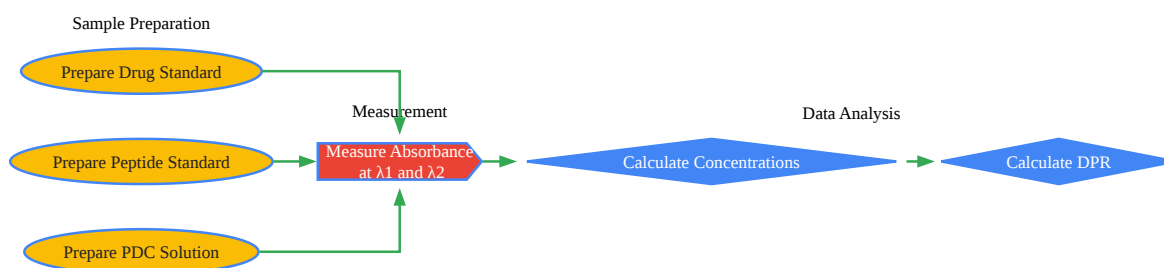 Sample Preparation
Prepare Drug Standard
Measurement
Data Analysis
Prepare Peptide Standard
Measure Absorbance
at λ1 and λ2
Calculate Concentrations
Calculate DPR
Prepare PDC Solution